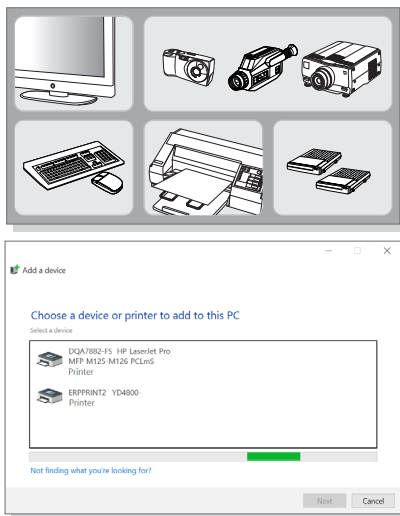 Add a device
Choose a device or printer to add to this PC
Select a device
DQA7882-F5 HP LaserJet Pro
MFP M125-M126 PCLmS
Printer
ERPPRINT2 YD4800-
Printer
Not finding what you're looking for?
Next Cancel